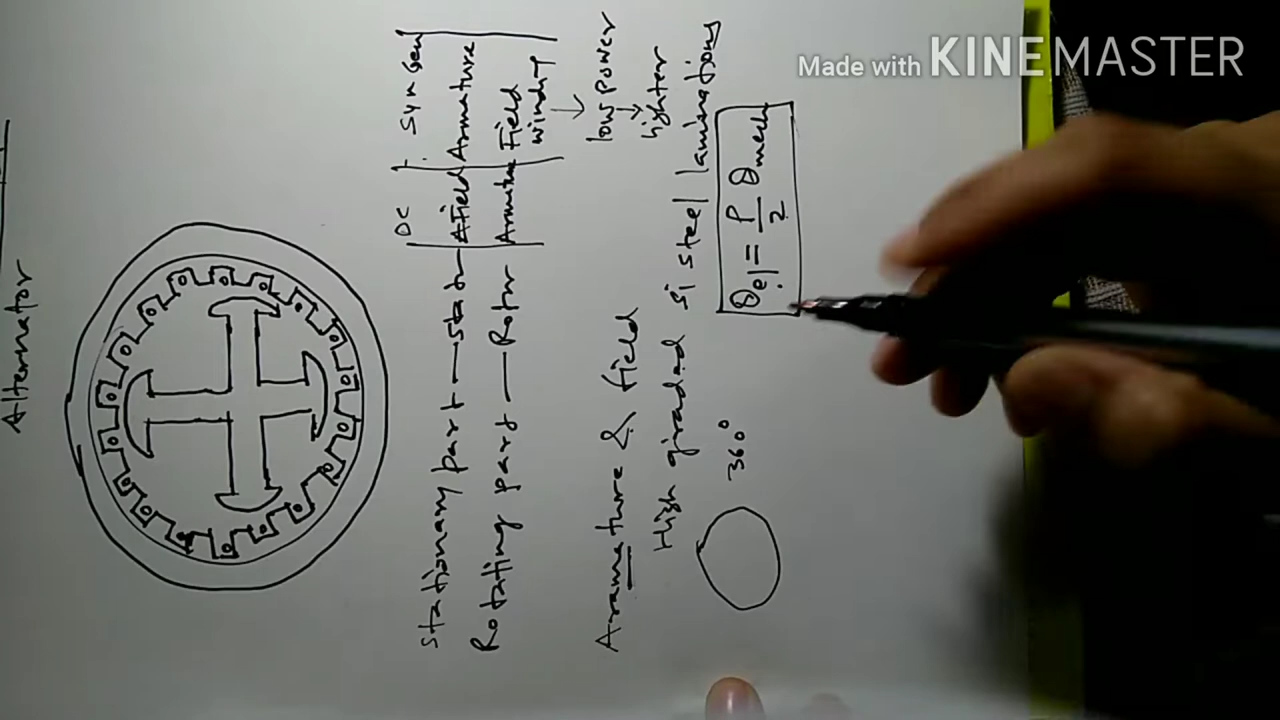 Made with KINEMASTER
Alternator
DC Syn Gen
Stationary part — Stator Field Armature
Rotating part — Rotor Armature Field
winding
low power
lighter
Aramature & field
High graded Si steel laminations
360°
θel = P/2 θmech